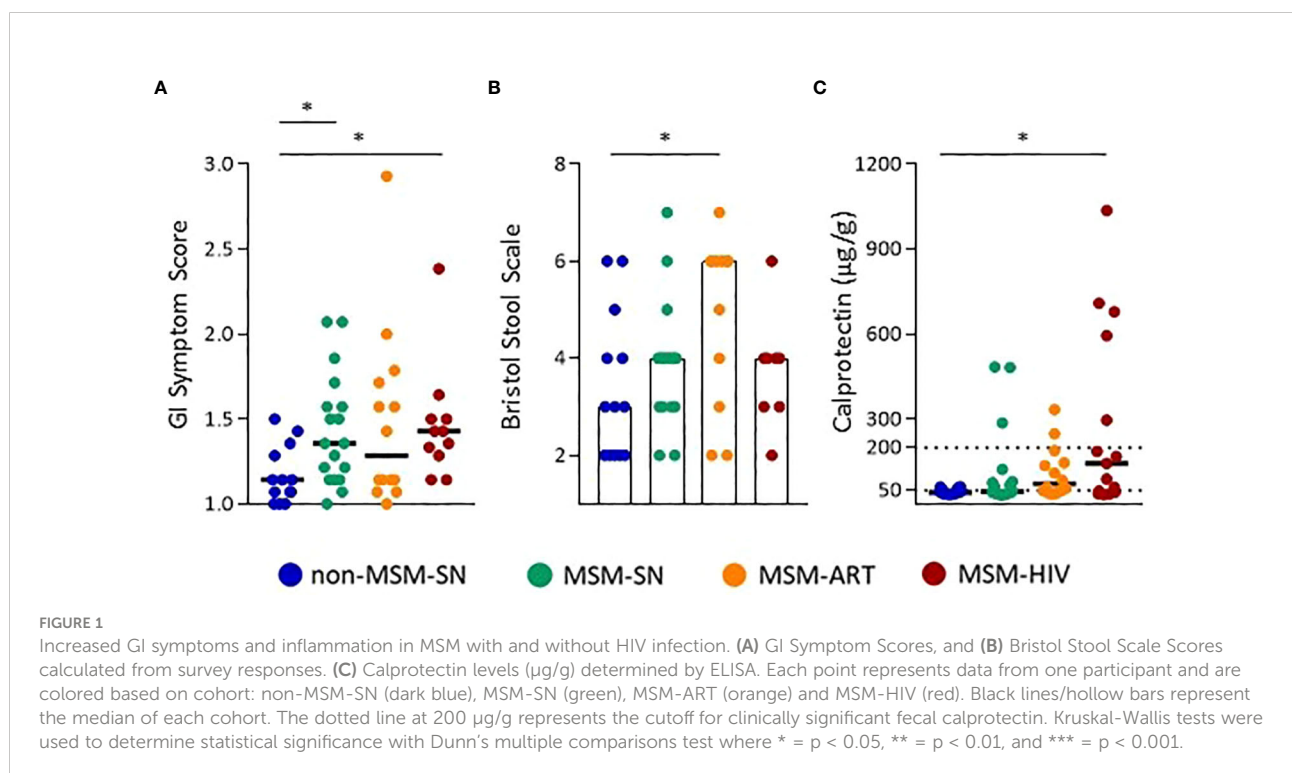 A
B
C
*
*
*
*
GI Symptom Score
3.0
2.5
2.0
1.5
1.0
Bristol Stool Scale
8
6
4
2
Calprotectin (µg/g)
1200
900
600
300
200
50
non-MSM-SN
MSM-SN
MSM-ART
MSM-HIV
FIGURE 1
Increased GI symptoms and inflammation in MSM with and without HIV infection. (A) GI Symptom Scores, and (B) Bristol Stool Scale Scores
calculated from survey responses. (C) Calprotectin levels (µg/g) determined by ELISA. Each point represents data from one participant and are
colored based on cohort: non-MSM-SN (dark blue), MSM-SN (green), MSM-ART (orange) and MSM-HIV (red). Black lines/hollow bars represent
the median of each cohort. The dotted line at 200 µg/g represents the cutoff for clinically significant fecal calprotectin. Kruskal-Wallis tests were
used to determine statistical significance with Dunn’s multiple comparisons test where * = p < 0.05, ** = p < 0.01, and *** = p < 0.001.